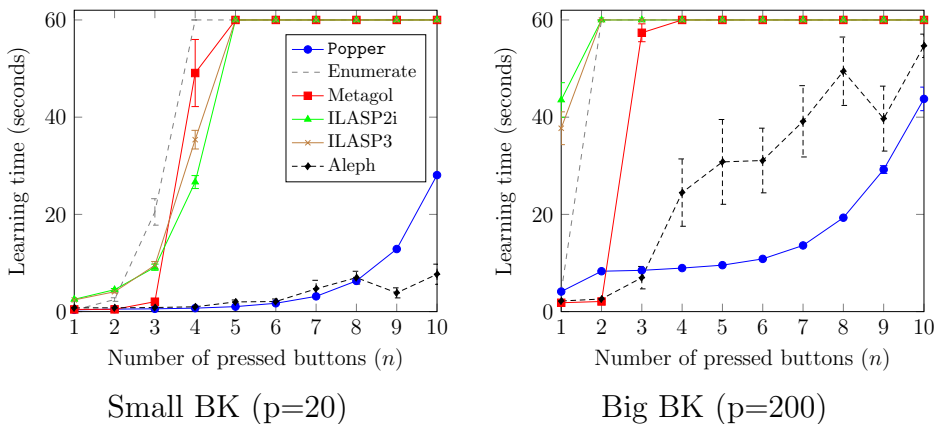 60
40
20
0
Learning time (seconds)
Popper
Enumerate
Metagol
ILASP2i
ILASP3
Aleph
1 2 3 4 5 6 7 8 9 10
Number of pressed buttons (n)
Small BK (p=20)
60
40
20
0
Learning time (seconds)
1 2 3 4 5 6 7 8 9 10
Number of pressed buttons (n)
Big BK (p=200)